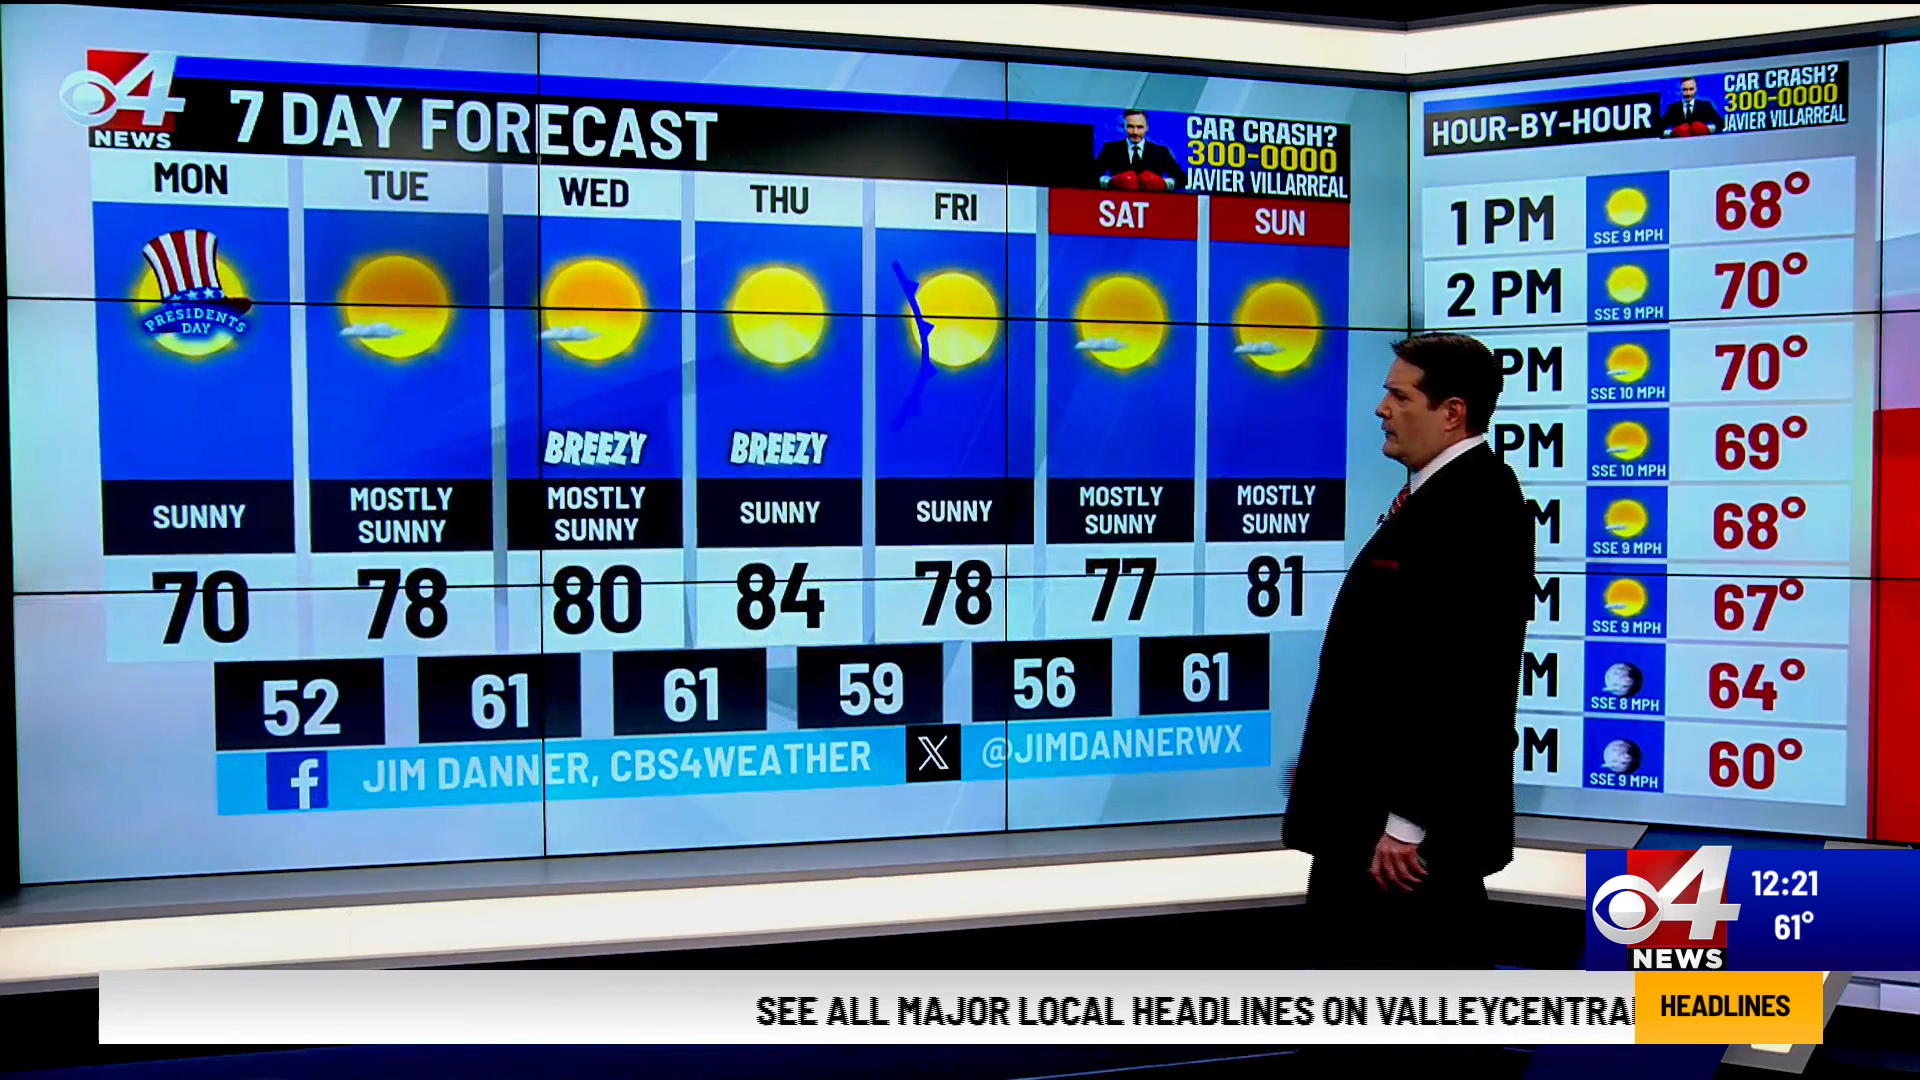 4
NEWS
7 DAY FORECAST
CAR CRASH?
300-0000
JAVIER VILLARREAL
MON
TUE
WED
THU
FRI
SAT
SUN
PRESIDENTS
DAY
BREEZY
BREEZY
SUNNY
MOSTLY
SUNNY
MOSTLY
SUNNY
SUNNY
SUNNY
MOSTLY
SUNNY
MOSTLY
SUNNY
70
78
80
84
78
77
81
52
61
61
59
56
61
f
JIM DANNER, CBS4WEATHER
X
@JIMDANNERWX
HOUR-BY-HOUR
CAR CRASH?
300-0000
JAVIER VILLARREAL
1 PM
SSE 9 MPH
68°
2 PM
SSE 9 MPH
70°
PM
SSE 10 MPH
70°
PM
SSE 10 MPH
69°
M
SSE 9 MPH
68°
M
SSE 9 MPH
67°
M
SSE 8 MPH
64°
PM
SSE 9 MPH
60°
4
NEWS
12:21
61°
SEE ALL MAJOR LOCAL HEADLINES ON VALLEYCENTRA
HEADLINES